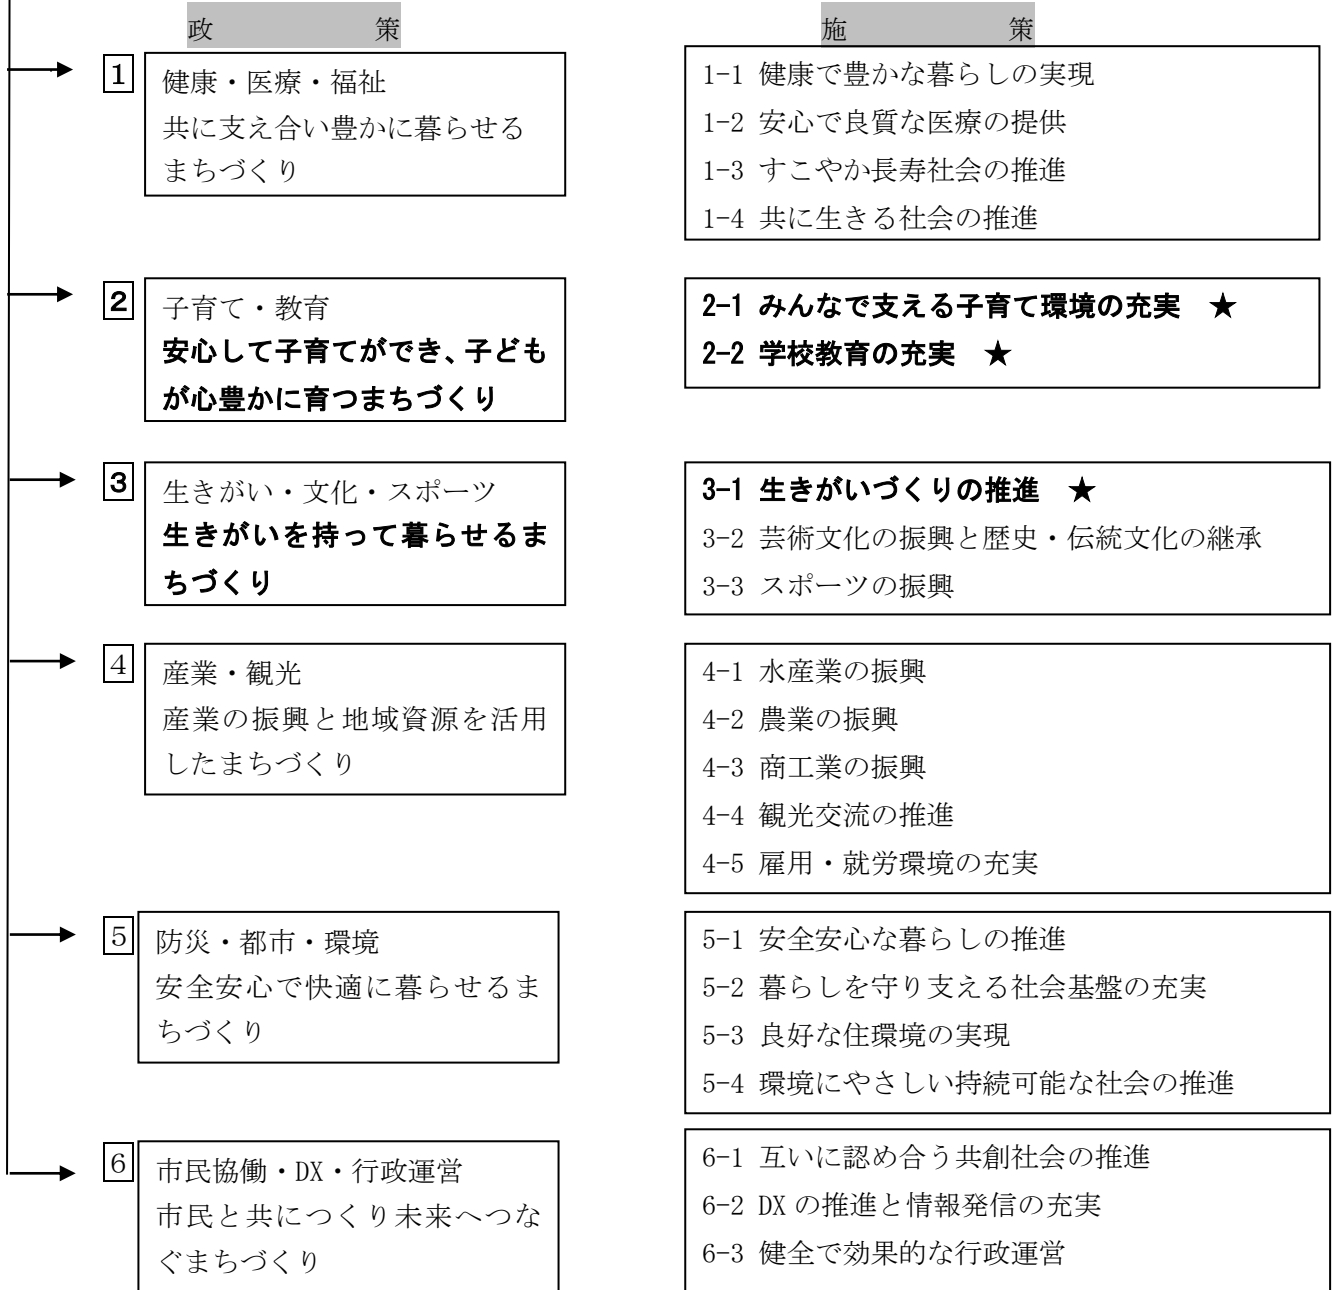 政　策
施　策
1
健康・医療・福祉
共に支え合い豊かに暮らせる
まちづくり
1-1 健康で豊かな暮らしの実現
1-2 安心で良質な医療の提供
1-3 すこやか長寿社会の推進
1-4 共に生きる社会の推進
2
子育て・教育
安心して子育てができ、子ども
が心豊かに育つまちづくり
2-1 みんなで支える子育て環境の充実　★
2-2 学校教育の充実　★
3
生きがい・文化・スポーツ
生きがいを持って暮らせるま
ちづくり
3-1 生きがいづくりの推進　★
3-2 芸術文化の振興と歴史・伝統文化の継承
3-3 スポーツの振興
4
産業・観光
産業の振興と地域資源を活用
したまちづくり
4-1 水産業の振興
4-2 農業の振興
4-3 商工業の振興
4-4 観光交流の推進
4-5 雇用・就労環境の充実
5
防災・都市・環境
安全安心で快適に暮らせるま
ちづくり
5-1 安全安心な暮らしの推進
5-2 暮らしを守り支える社会基盤の充実
5-3 良好な住環境の実現
5-4 環境にやさしい持続可能な社会の推進
6
市民協働・DX・行政運営
市民と共につくり未来へつな
ぐまちづくり
6-1 互いに認め合う共創社会の推進
6-2 DXの推進と情報発信の充実
6-3 健全で効果的な行政運営